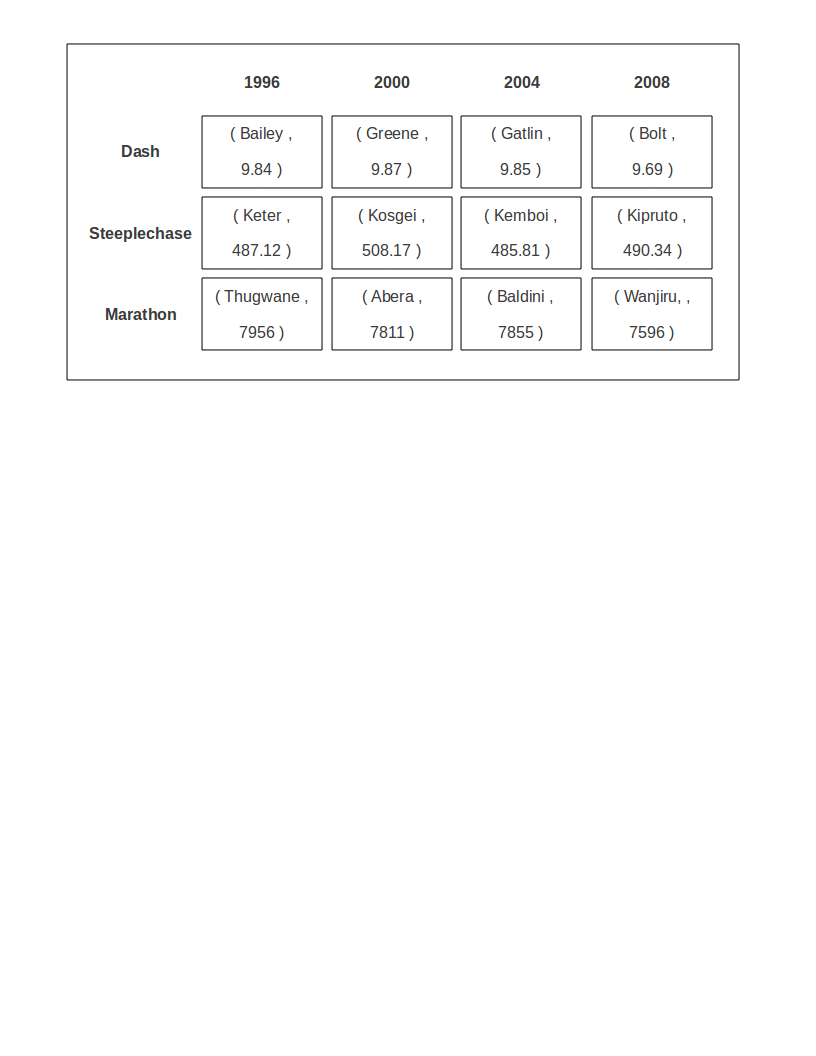 1996 2000 2004 2008
Dash
( Bailey , ( Greene , ( Gatlin , ( Bolt ,
9.84 ) 9.87 ) 9.85 ) 9.69 )
Steeplechase
( Keter , ( Kosgei , ( Kemboi , ( Kipruto ,
487.12 ) 508.17 ) 485.81 ) 490.34 )
Marathon
( Thugwane , ( Abera , ( Baldini , ( Wanjiru, ,
7956 ) 7811 ) 7855 ) 7596 )